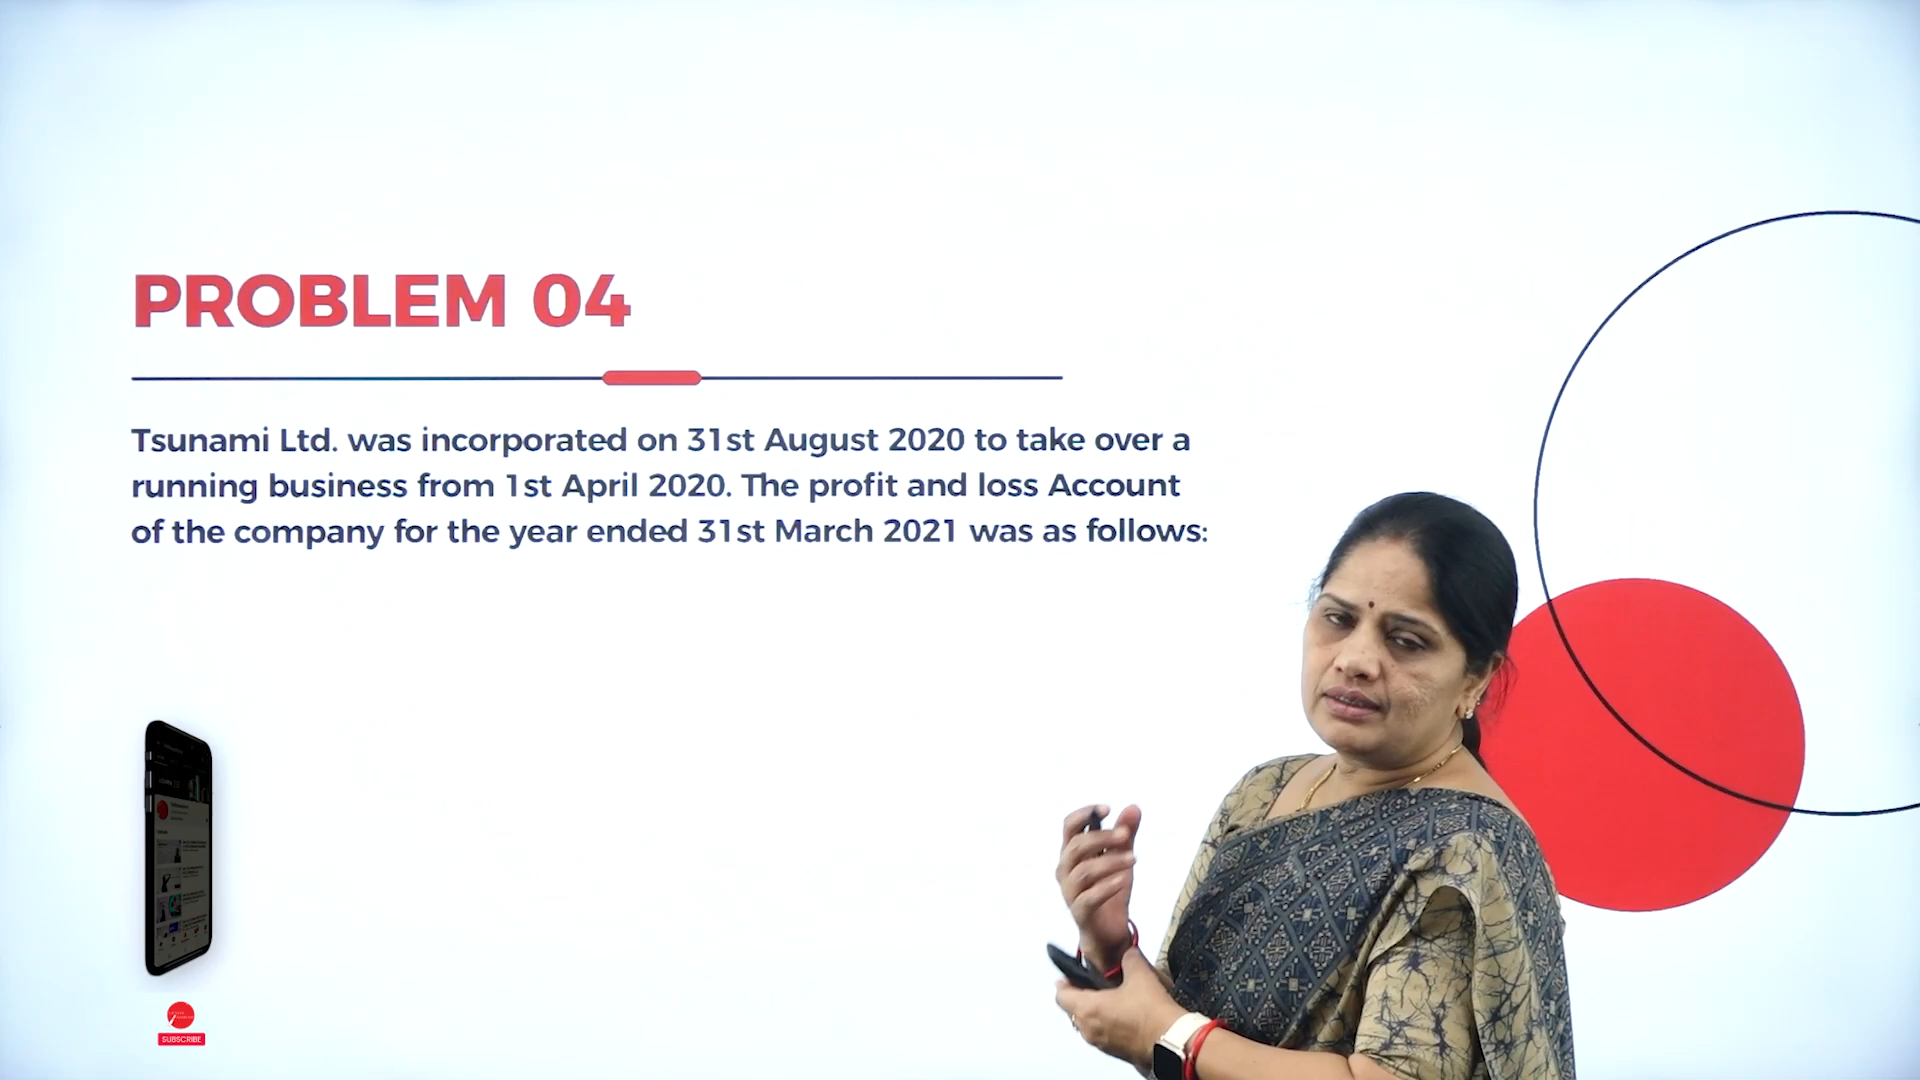 PROBLEM 04
Tsunami Ltd. was incorporated on 31st August 2020 to take over a
running business from 1st April 2020. The profit and loss Account
of the company for the year ended 31st March 2021 was as follows:
SUBSCRIBE